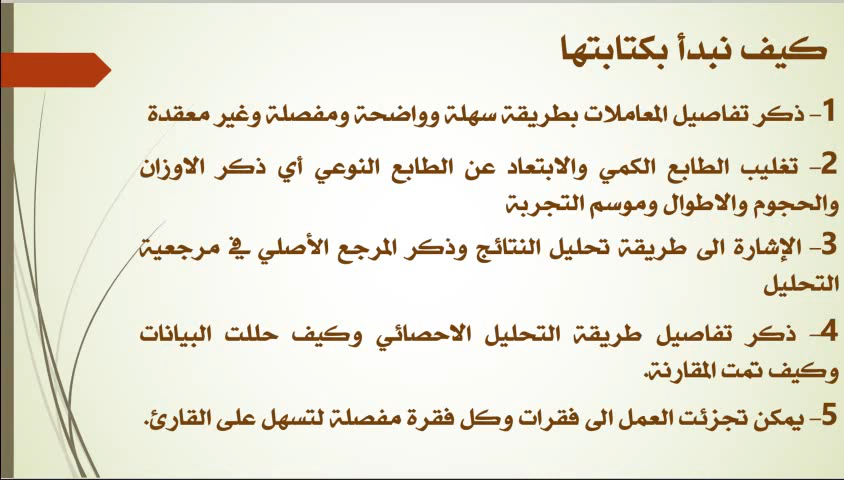 كيف نبدأ بكتابتها
1- ذكر تفاصيل المعاملات بطريقة سهلة وواضحة ومفصلة وغير معقدة
2- تغليب الطابع الكمي والابتعاد عن الطابع النوعي أي ذكر الاوزان
والحجوم والاطوال وموسم التجربة
3- الإشارة الى طريقة تحليل النتائج وذكر المرجع الأصلي في مرجعية
التحليل
4- ذكر تفاصيل طريقة التحليل الاحصائي وكيف حللت البيانات
وكيف تمت المقارنة.
5- يمكن تجزئت العمل الى فقرات وكل فقرة مفصلة لتسهل على القارئ.